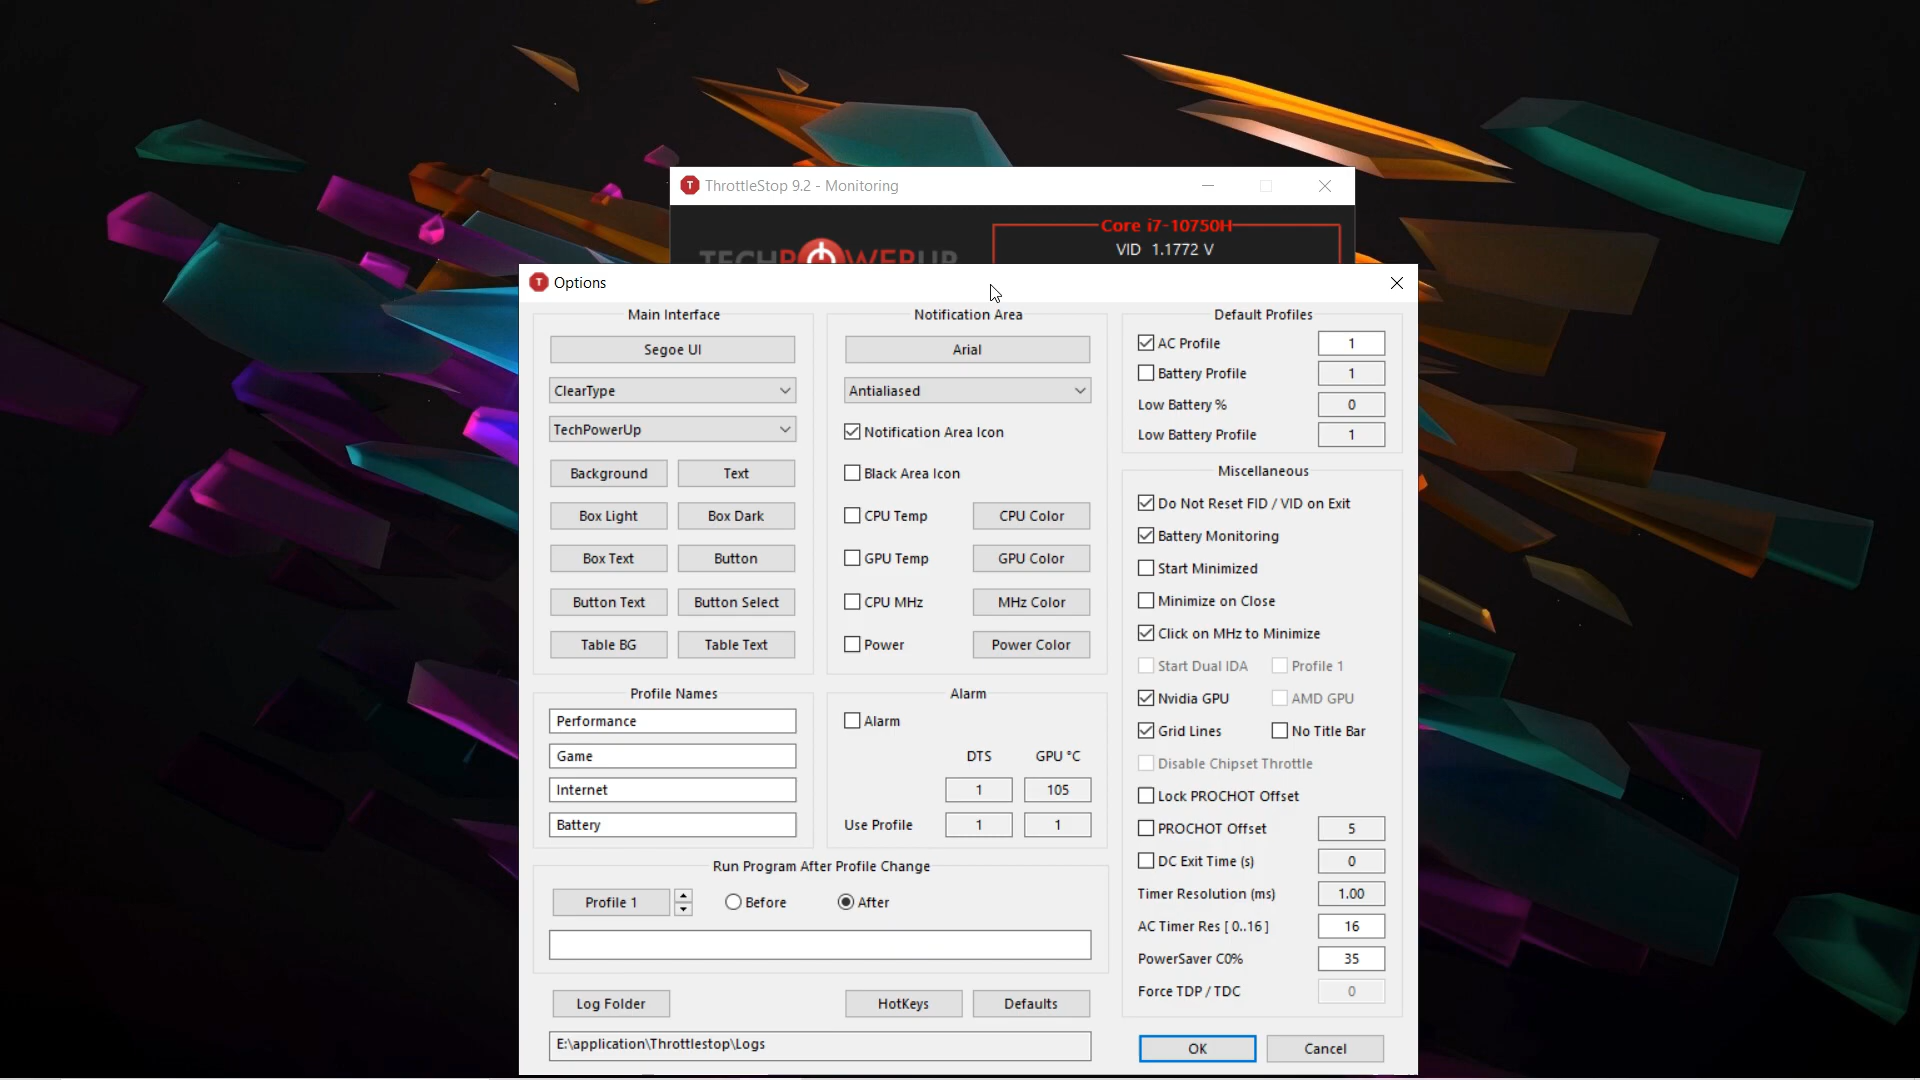 ThrottleStop 9.2 - Monitoring
TECHPOWERUP
Core i7-10750H
VID 1.1772 V
Options
Main Interface
Segoe UI
ClearType
TechPowerUp
Background Text
Box Light Box Dark
Box Text Button
Button Text Button Select
Table BG Table Text
Notification Area
Arial
Antialiased
Notification Area Icon
Black Area Icon
CPU Temp CPU Color
GPU Temp GPU Color
CPU MHz MHz Color
Power Power Color
Default Profiles
AC Profile 1
Battery Profile 1
Low Battery % 0
Low Battery Profile 1
Miscellaneous
Do Not Reset FID / VID on Exit
Battery Monitoring
Start Minimized
Minimize on Close
Click on MHz to Minimize
Start Dual IDA Profile 1
Nvidia GPU AMD GPU
Grid Lines No Title Bar
Disable Chipset Throttle
Lock PROCHOT Offset
PROCHOT Offset 5
DC Exit Time (s) 0
Timer Resolution (ms) 1.00
AC Timer Res [ 0..16 ] 16
PowerSaver C0% 35
Force TDP / TDC 0
Profile Names
Performance
Game
Internet
Battery
Alarm
Alarm
DTS GPU °C
1 105
Use Profile 1 1
Run Program After Profile Change
Profile 1 Before After
Log Folder HotKeys Defaults
E:\application\Throttlestop\Logs
OK Cancel